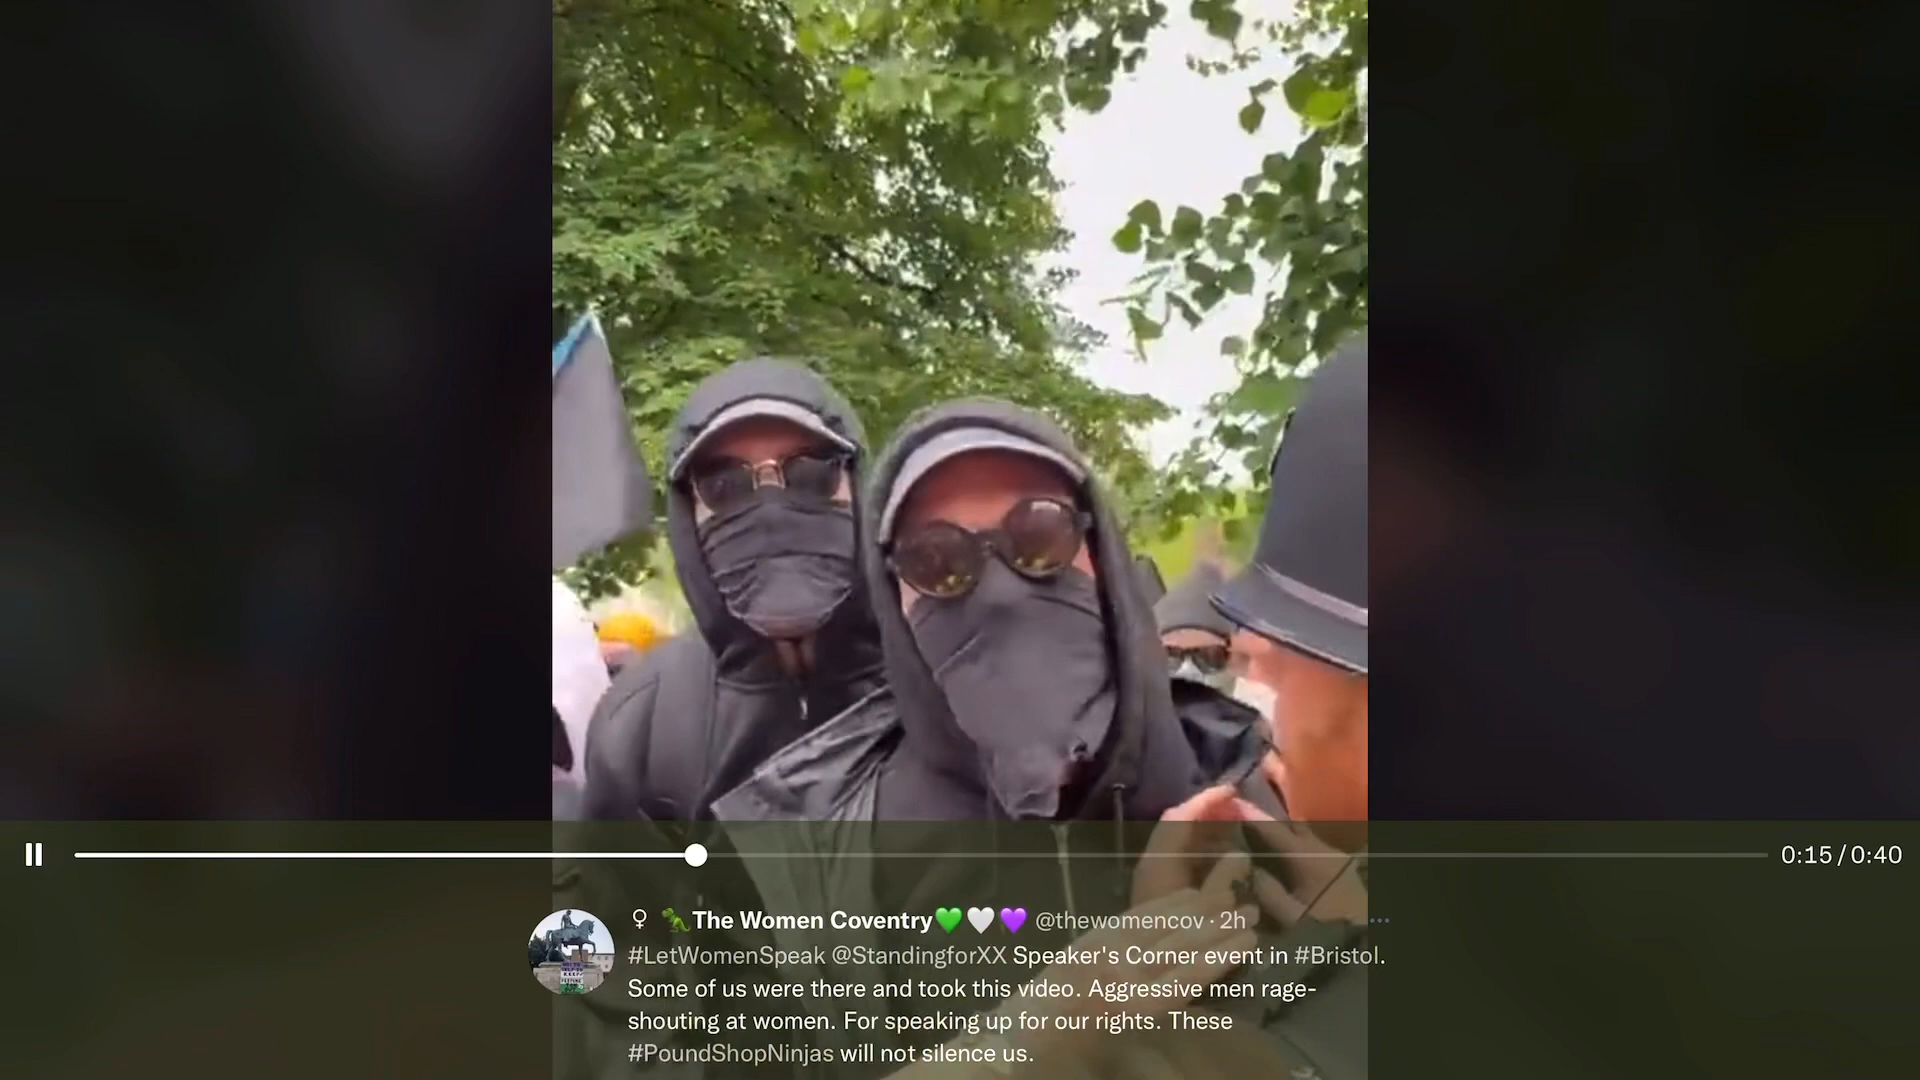 0:15 / 0:40
♀ 🦖The Women Coventry💚🤍💜 @thewomencov · 2h
#LetWomenSpeak @StandingforXX Speaker's Corner event in #Bristol.
Some of us were there and took this video. Aggressive men rage-
shouting at women. For speaking up for our rights. These
#PoundShopNinjas will not silence us.